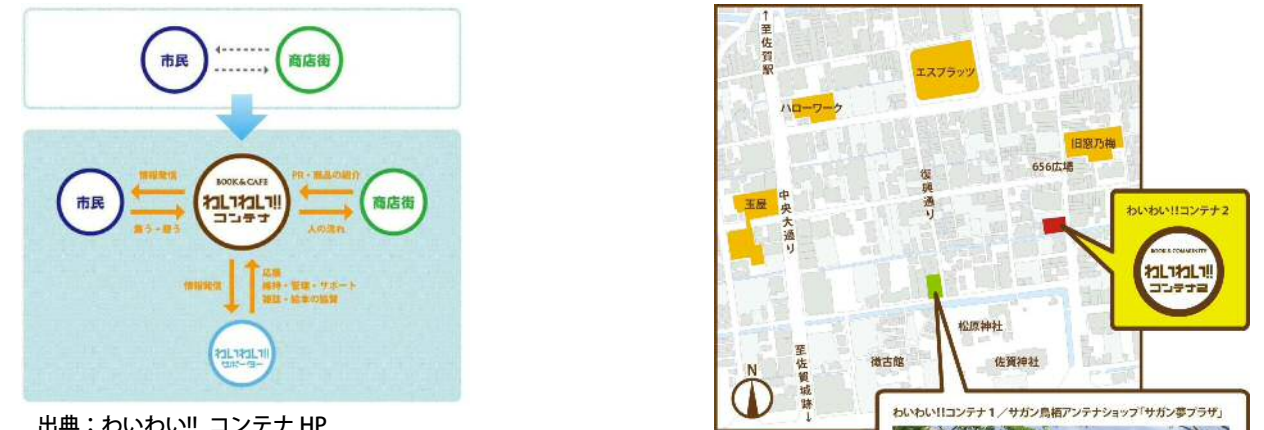 市民
商店街
BOOK & CAFE
わいわい!!
コンテナ
情報発信
集う・憩う
市民
PR・商品の紹介
人の流れ
商店街
情報発信
応募
維持・管理・サポート
雑誌・絵本の協賛
わいわい!!
サポーター
出典:わいわい!! コンテナ HP
↑至佐賀駅
エスプラッツ
ハローワーク
旧窓乃梅
656広場
復興通り
玉屋
中央大通り
わいわい!!コンテナ2
BOOK & COMMUNITY
わいわい!!
コンテナ2
松原神社
徴古館
佐賀神社
至佐賀城跡↓
N
わいわい!!コンテナ1/サガン鳥栖アンテナショップ「サガン夢プラザ」